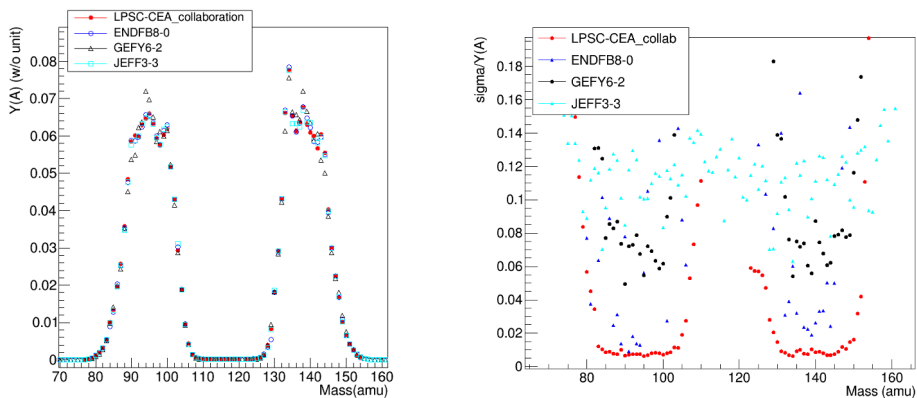 LPSC-CEA_collaboration
ENDFB8-0
GEFY6-2
JEFF3-3
Y(A) (w/o unit)
0.08
0.07
0.06
0.05
0.04
0.03
0.02
0.01
0
70 80 90 100 110 120 130 140 150 160
Mass(amu)
LPSC-CEA_collab
ENDFB8-0
GEFY6-2
JEFF3-3
sigma/Y(A)
0.18
0.16
0.14
0.12
0.1
0.08
0.06
0.04
0.02
0
80 100 120 140 160
Mass (amu)